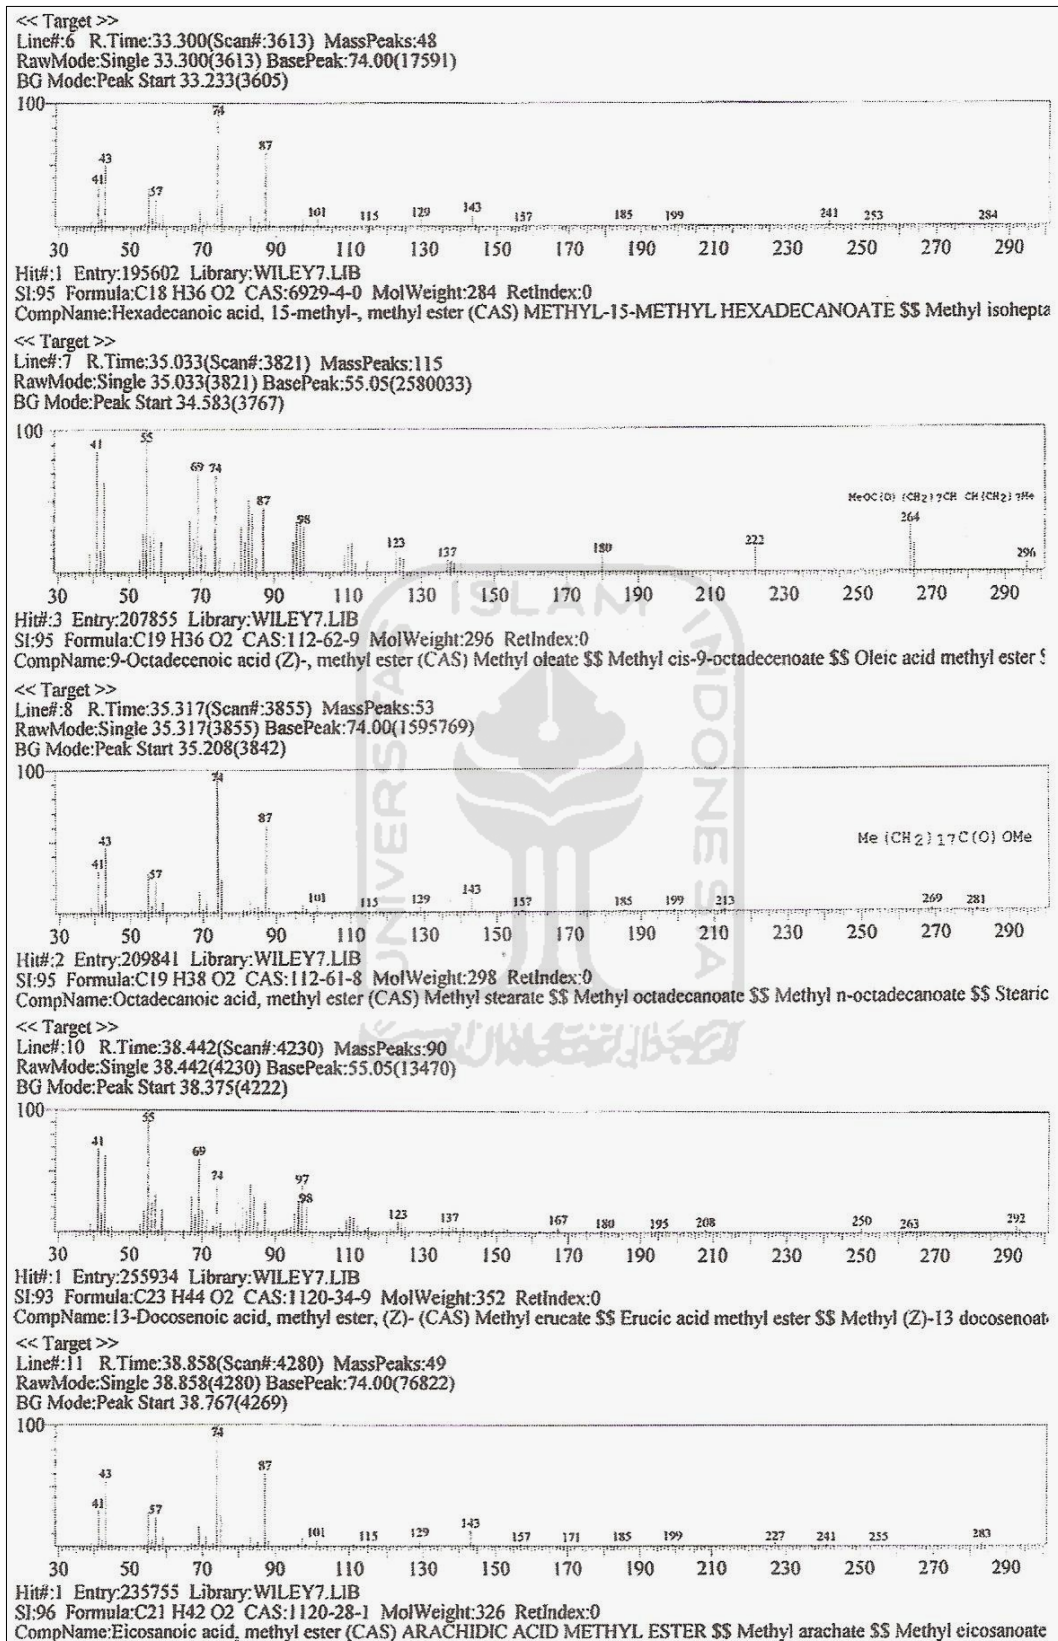 << Target >>
Line#:6 R.Time:33.300(Scan#:3613) MassPeaks:48
RawMode:Single 33.300(3613) BasePeak:74.00(17591)
BG Mode:Peak Start 33.233(3605)
100
74
87
43
41
57
101 115 129 143 157 185 199 241 253 284
30 50 70 90 110 130 150 170 190 210 230 250 270 290
Hit#:1 Entry:195602 Library:WILEY7.LIB
SI:95 Formula:C18 H36 O2 CAS:6929-4-0 MolWeight:284 RetIndex:0
CompName:Hexadecanoic acid, 15-methyl-, methyl ester (CAS) METHYL-15-METHYL HEXADECANOATE $$ Methyl isohepta
<< Target >>
Line#:7 R.Time:35.033(Scan#:3821) MassPeaks:115
RawMode:Single 35.033(3821) BasePeak:55.05(2580033)
BG Mode:Peak Start 34.583(3767)
100
41 55
69 74
87
98
MeOC(O) (CH2)7CH CH(CH2)7Me
123 137 180 222 264 296
30 50 70 90 110 130 150 170 190 210 230 250 270 290
Hit#:3 Entry:207855 Library:WILEY7.LIB
SI:95 Formula:C19 H36 O2 CAS:112-62-9 MolWeight:296 RetIndex:0
CompName:9-Octadecenoic acid (Z)-, methyl ester (CAS) Methyl oleate $$ Methyl cis-9-octadecenoate $$ Oleic acid methyl ester $
<< Target >>
Line#:8 R.Time:35.317(Scan#:3855) MassPeaks:53
RawMode:Single 35.317(3855) BasePeak:74.00(1595769)
BG Mode:Peak Start 35.208(3842)
100
74
87
Me (CH2)17C(O) OMe
43
41
57
101 115 129 143 157 185 199 213 269 281
30 50 70 90 110 130 150 170 190 210 230 250 270 290
Hit#:2 Entry:209841 Library:WILEY7.LIB
SI:95 Formula:C19 H38 O2 CAS:112-61-8 MolWeight:298 RetIndex:0
CompName:Octadecanoic acid, methyl ester (CAS) Methyl stearate $$ Methyl octadecanoate $$ Methyl n-octadecanoate $$ Stearic
<< Target >>
Line#:10 R.Time:38.442(Scan#:4230) MassPeaks:90
RawMode:Single 38.442(4230) BasePeak:55.05(13470)
BG Mode:Peak Start 38.375(4222)
100
55
41
69
74
97
98
123 137 167 180 195 208 250 263 292
30 50 70 90 110 130 150 170 190 210 230 250 270 290
Hit#:1 Entry:255934 Library:WILEY7.LIB
SI:93 Formula:C23 H44 O2 CAS:1120-34-9 MolWeight:352 RetIndex:0
CompName:13-Docosenoic acid, methyl ester, (Z)- (CAS) Methyl erucate $$ Erucic acid methyl ester $$ Methyl (Z)-13 docosenoat
<< Target >>
Line#:11 R.Time:38.858(Scan#:4280) MassPeaks:49
RawMode:Single 38.858(4280) BasePeak:74.00(76822)
BG Mode:Peak Start 38.767(4269)
100
74
87
43
41
57
101 115 129 143 157 171 185 199 227 241 255 283
30 50 70 90 110 130 150 170 190 210 230 250 270 290
Hit#:1 Entry:235755 Library:WILEY7.LIB
SI:96 Formula:C21 H42 O2 CAS:1120-28-1 MolWeight:326 RetIndex:0
CompName:Eicosanoic acid, methyl ester (CAS) ARACHIDIC ACID METHYL ESTER $$ Methyl arachate $$ Methyl eicosanoate
ISLAM
UNIVERSITAS
INDONESIA